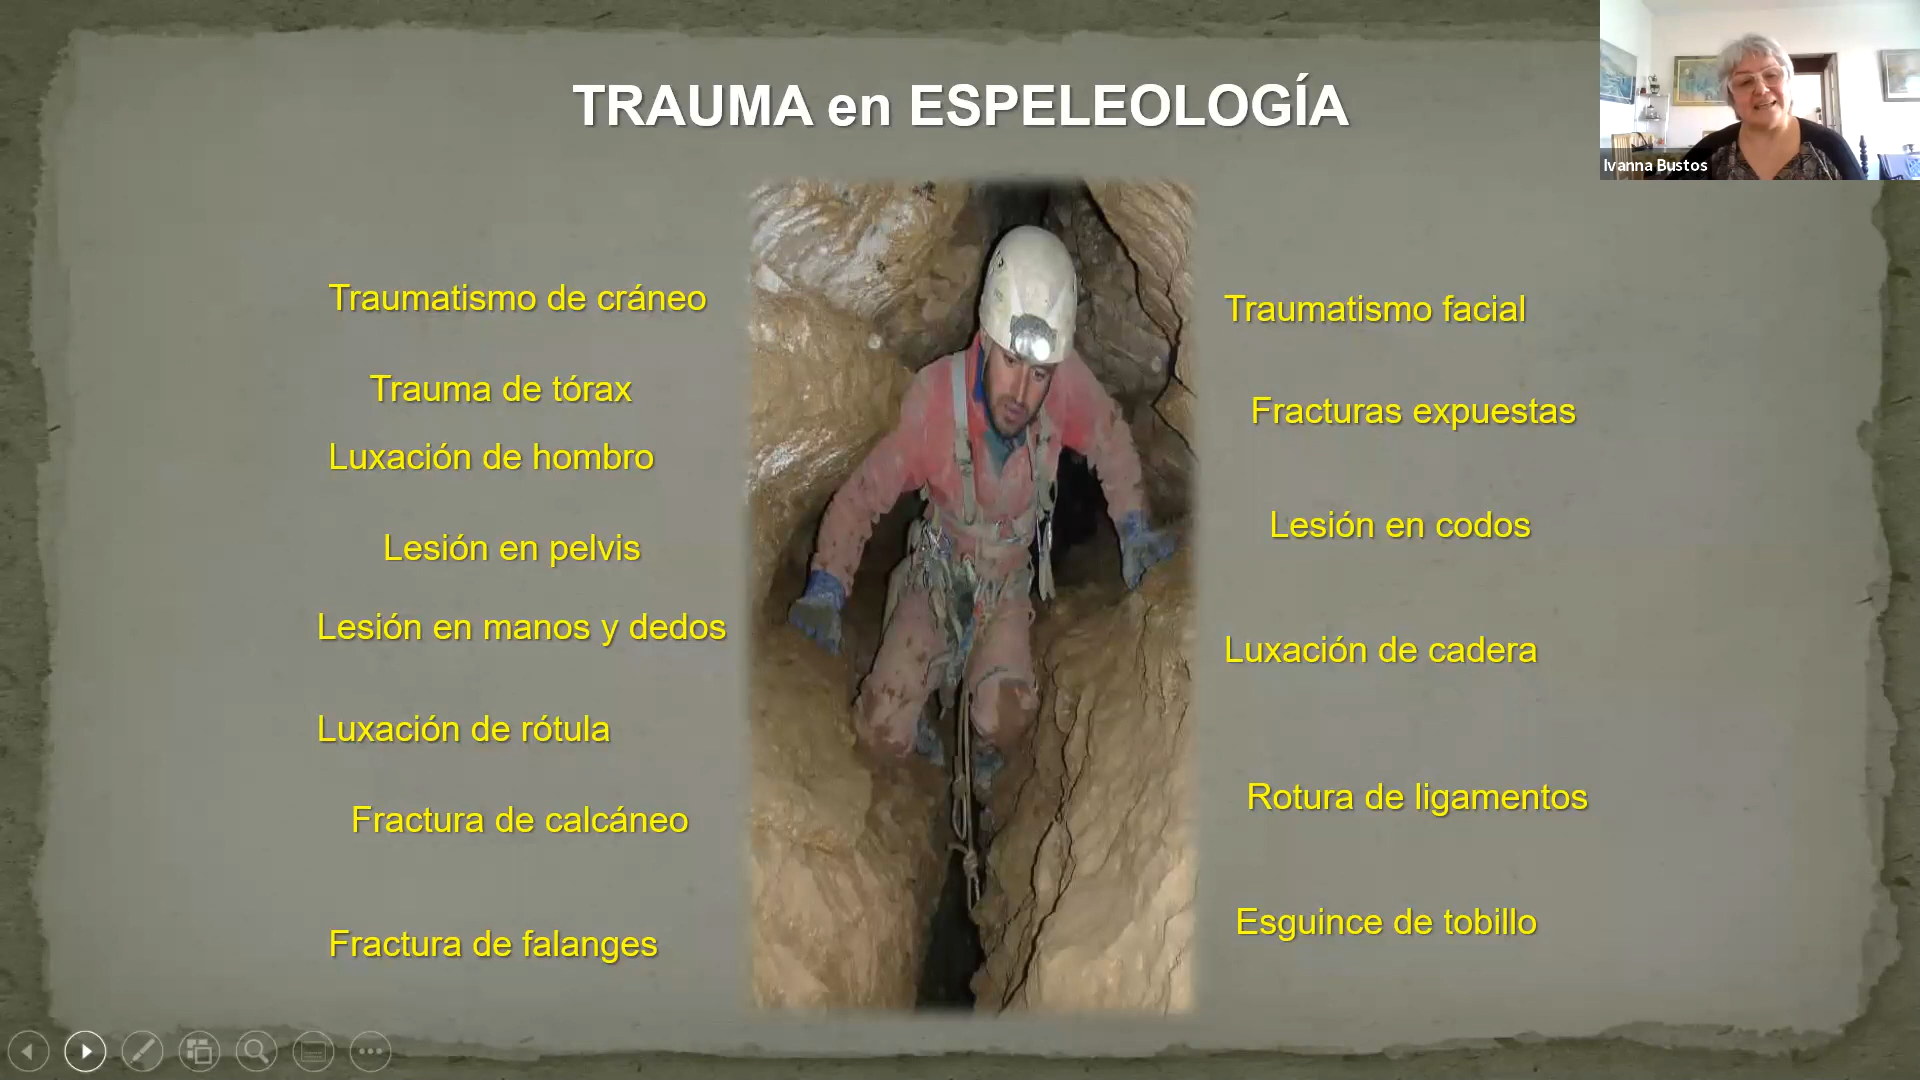 TRAUMA en ESPELEOLOGÍA
Ivanna Bustos
Traumatismo de cráneo
Trauma de tórax
Luxación de hombro
Lesión en pelvis
Lesión en manos y dedos
Luxación de rótula
Fractura de calcáneo
Fractura de falanges
Traumatismo facial
Fracturas expuestas
Lesión en codos
Luxación de cadera
Rotura de ligamentos
Esguince de tobillo